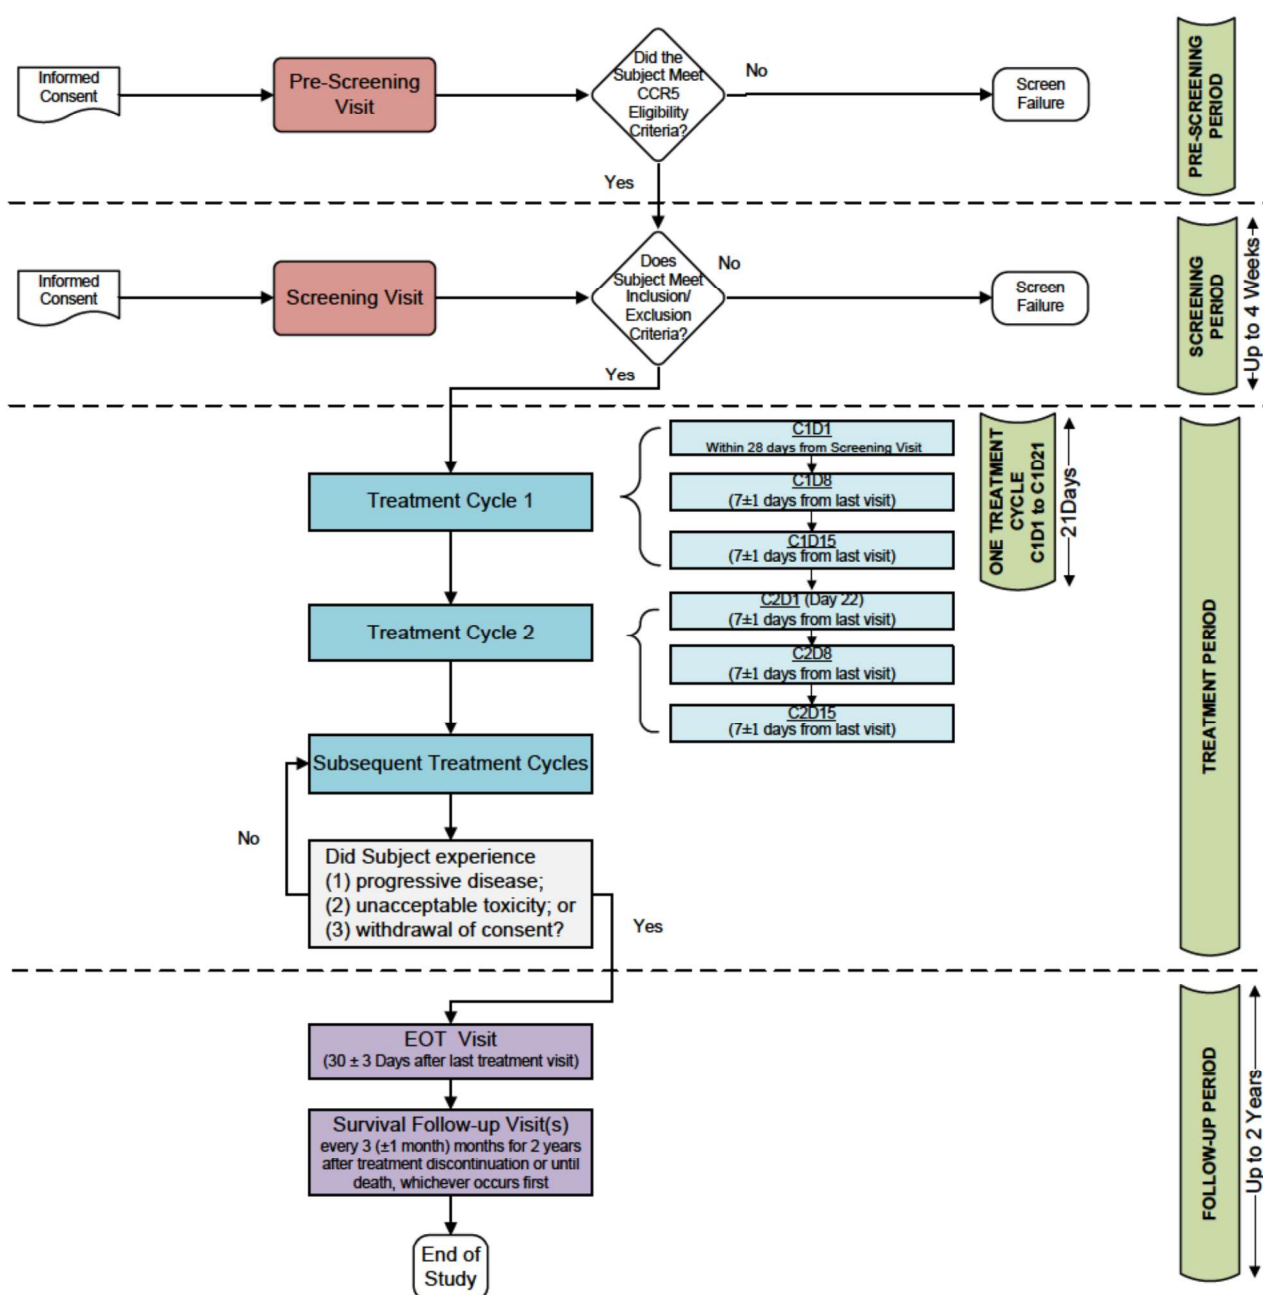 Informed
Consent
Pre-Screening
Visit
Did the
Subject Meet
CCR5
Eligibility
Criteria?
No
Screen
Failure
PRE-SCREENING
PERIOD
Yes
Informed
Consent
Screening Visit
Does
Subject Meet
Inclusion/
Exclusion
Criteria?
No
Screen
Failure
SCREENING
PERIOD
Up to 4 Weeks
Yes
Treatment Cycle 1
C1D1
Within 28 days from Screening Visit
C1D8
(7±1 days from last visit)
C1D15
(7±1 days from last visit)
ONE TREATMENT
CYCLE
C1D1 to C1D21
21Days
Treatment Cycle 2
C2D1 (Day 22)
(7±1 days from last visit)
C2D8
(7±1 days from last visit)
C2D15
(7±1 days from last visit)
TREATMENT PERIOD
Subsequent Treatment Cycles
No
Did Subject experience
(1) progressive disease;
(2) unacceptable toxicity; or
(3) withdrawal of consent?
Yes
EOT Visit
(30 ± 3 Days after last treatment visit)
Survival Follow-up Visit(s)
every 3 (±1 month) months for 2 years
after treatment discontinuation or until
death, whichever occurs first
FOLLOW-UP PERIOD
Up to 2 Years
End of
Study